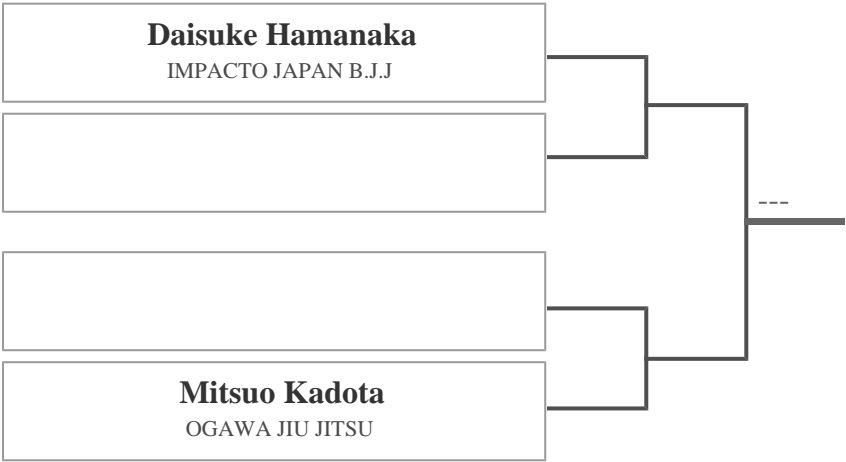 Daisuke Hamanaka
IMPACTO JAPAN B.J.J
---
Mitsuo Kadota
OGAWA JIU JITSU